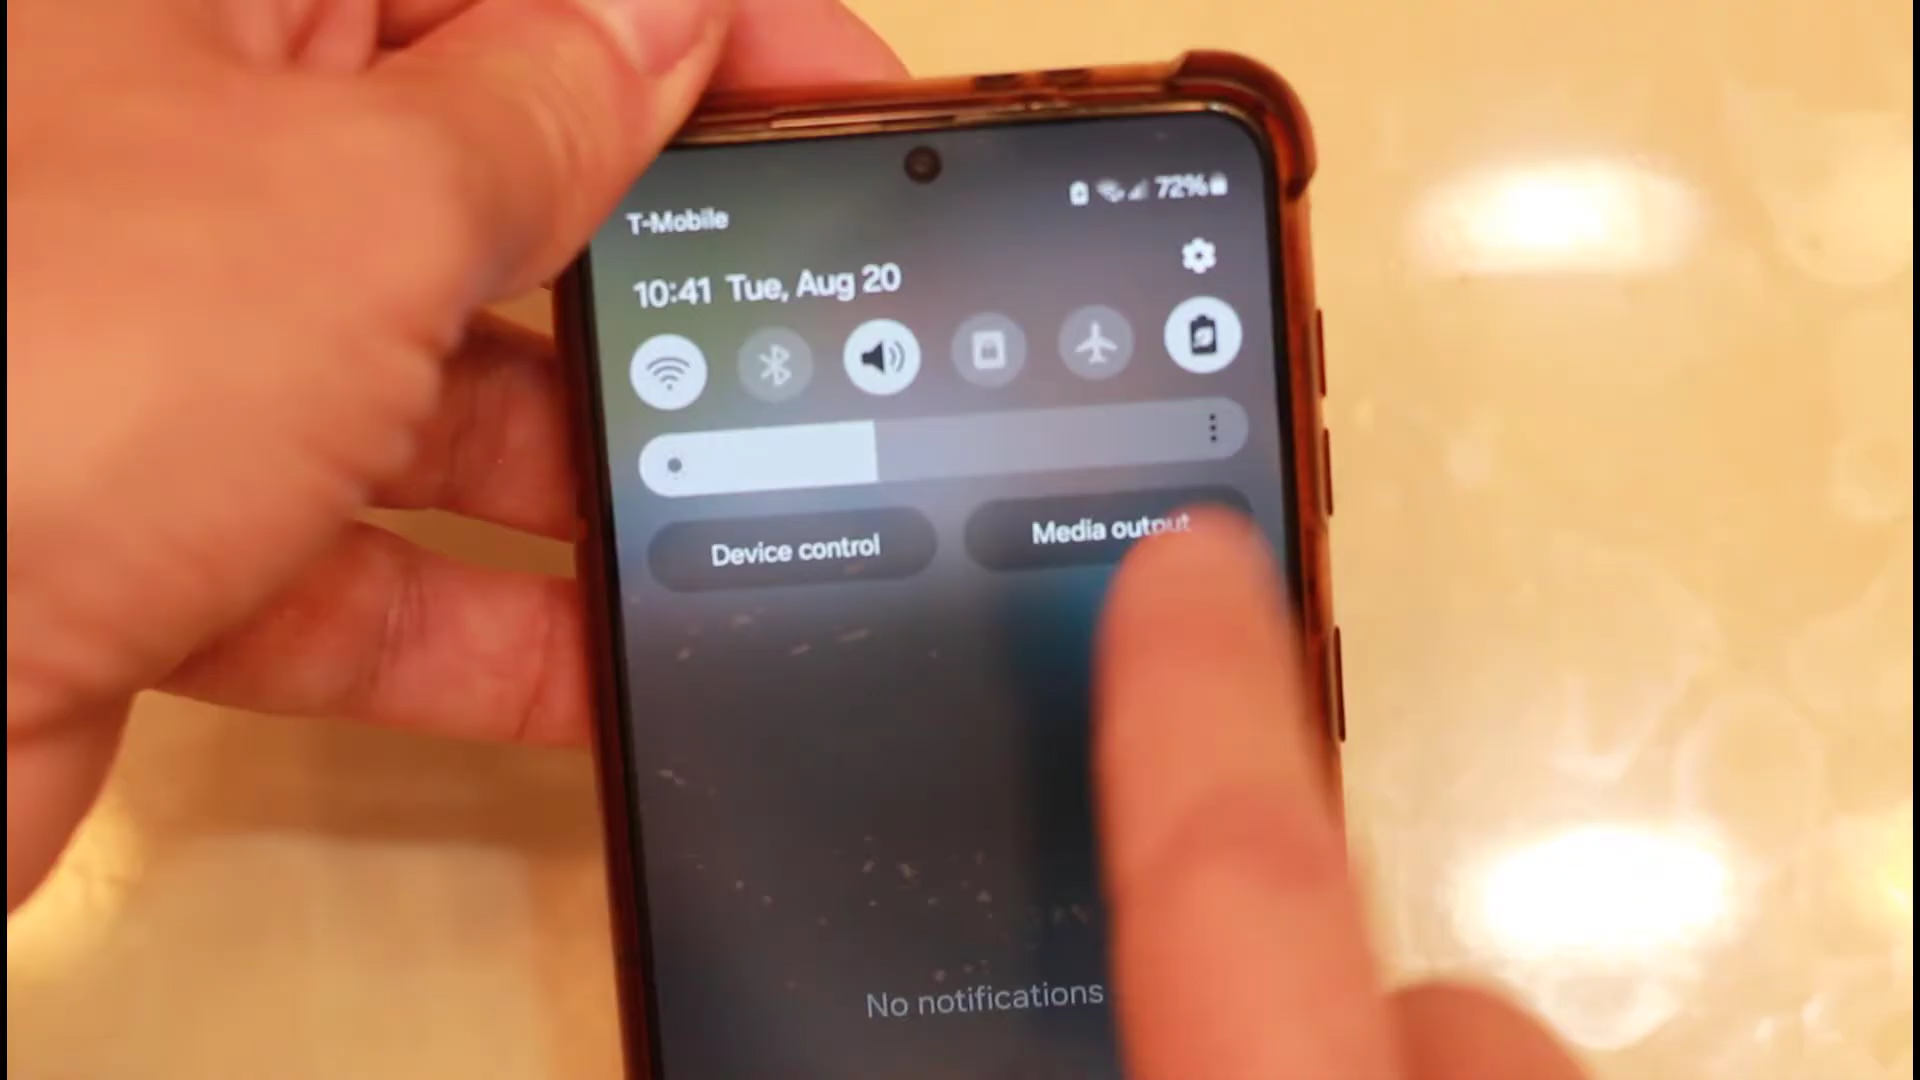 T-Mobile
72%
10:41 Tue, Aug 20
Device control
Media output
No notifications